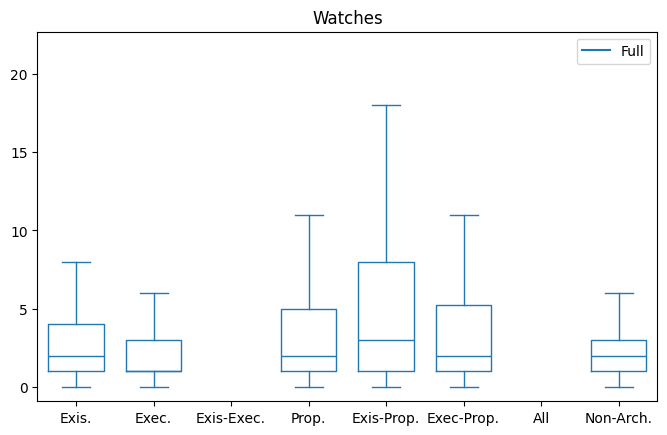 Watches
Full
20
15
10
5
0
Exis. Exec. Exis-Exec. Prop. Exis-Prop. Exec-Prop. All Non-Arch.